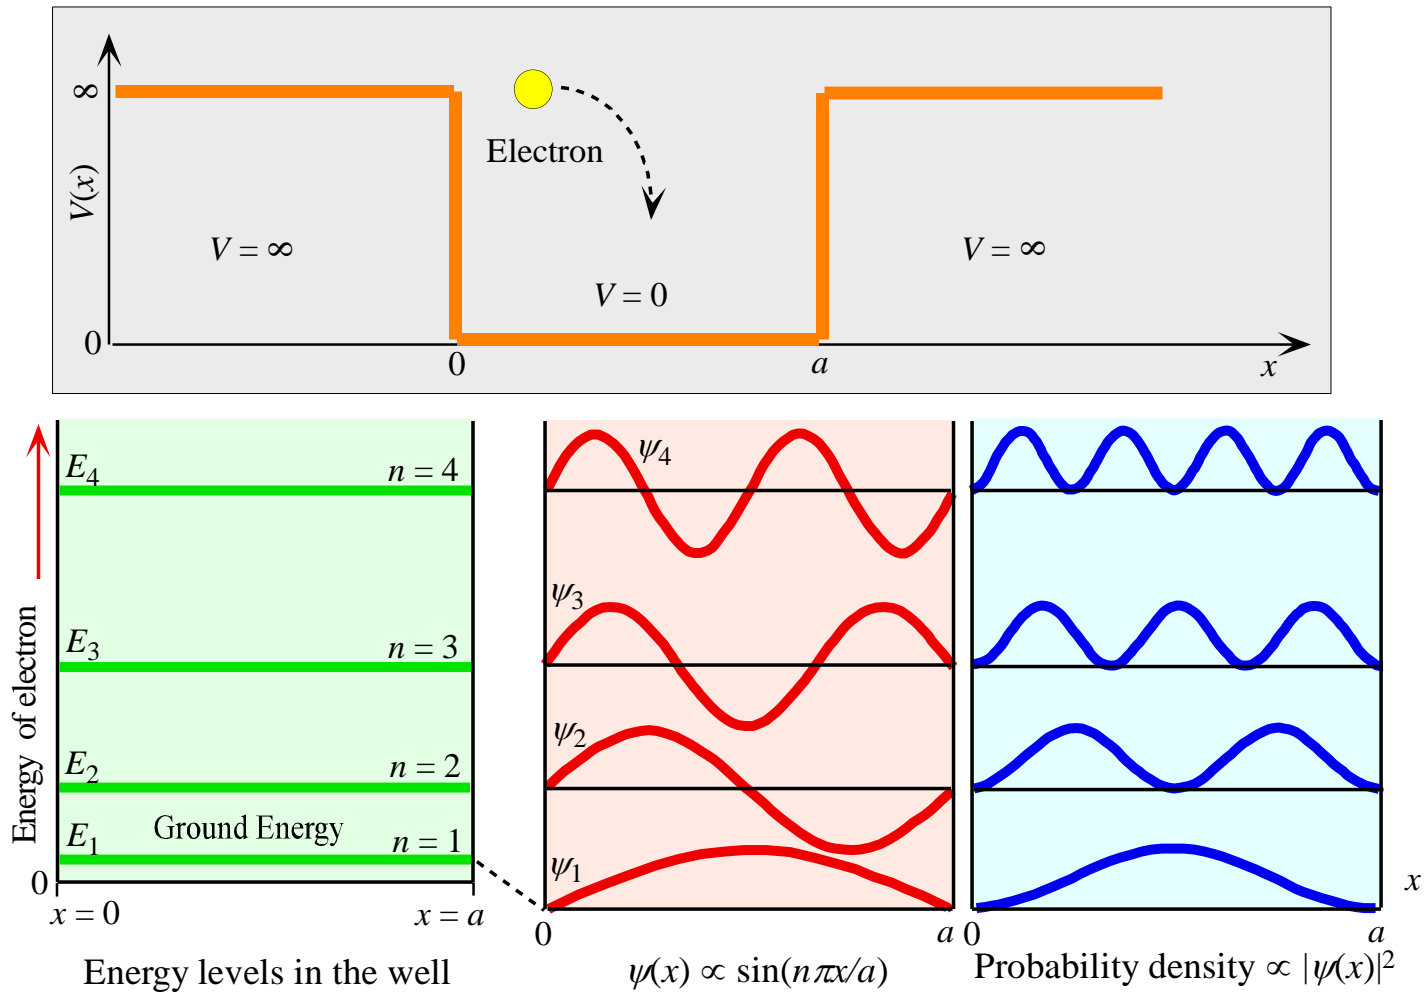 ∞
V(x)
Electron
V = ∞
V = ∞
V = 0
0
0
a
x
Energy of electron
E4
n = 4
E3
n = 3
E2
n = 2
Ground Energy
E1
n = 1
0
x = 0
x = a
Energy levels in the well
ψ4
ψ3
ψ2
ψ1
0
a
ψ(x) ∝ sin(nπx/a)
x
0
a
Probability density ∝ |ψ(x)|²